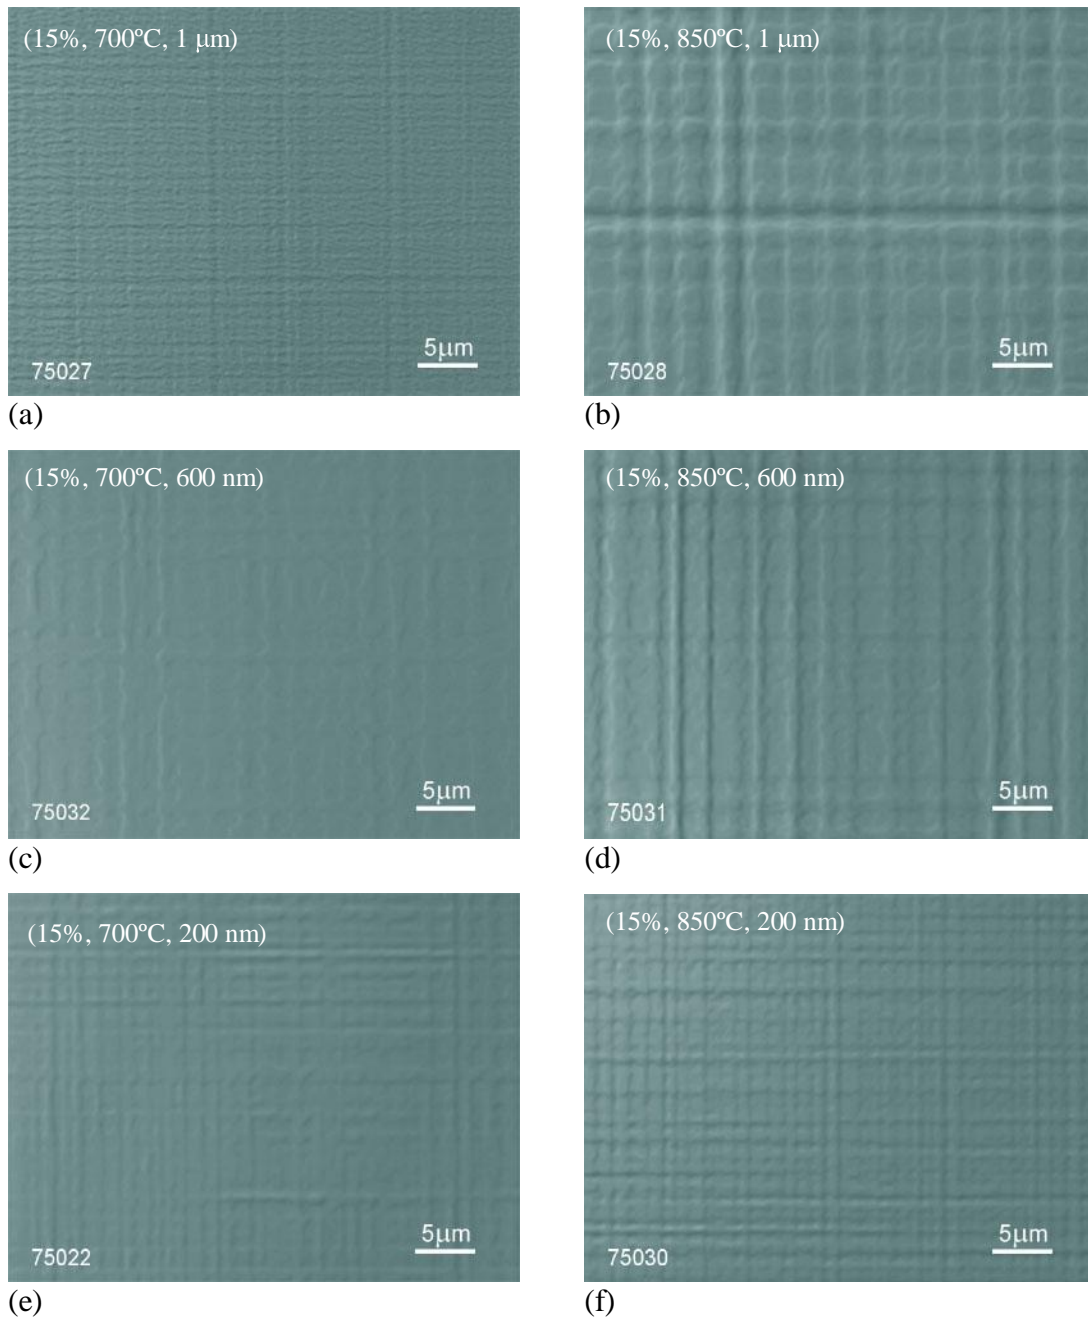 (15%, 700ºC, 1 μm)
5μm
75027
(a)
(15%, 850ºC, 1 μm)
5μm
75028
(b)
(15%, 700ºC, 600 nm)
5μm
75032
(c)
(15%, 850ºC, 600 nm)
5μm
75031
(d)
(15%, 700ºC, 200 nm)
5μm
75022
(e)
(15%, 850ºC, 200 nm)
5μm
75030
(f)